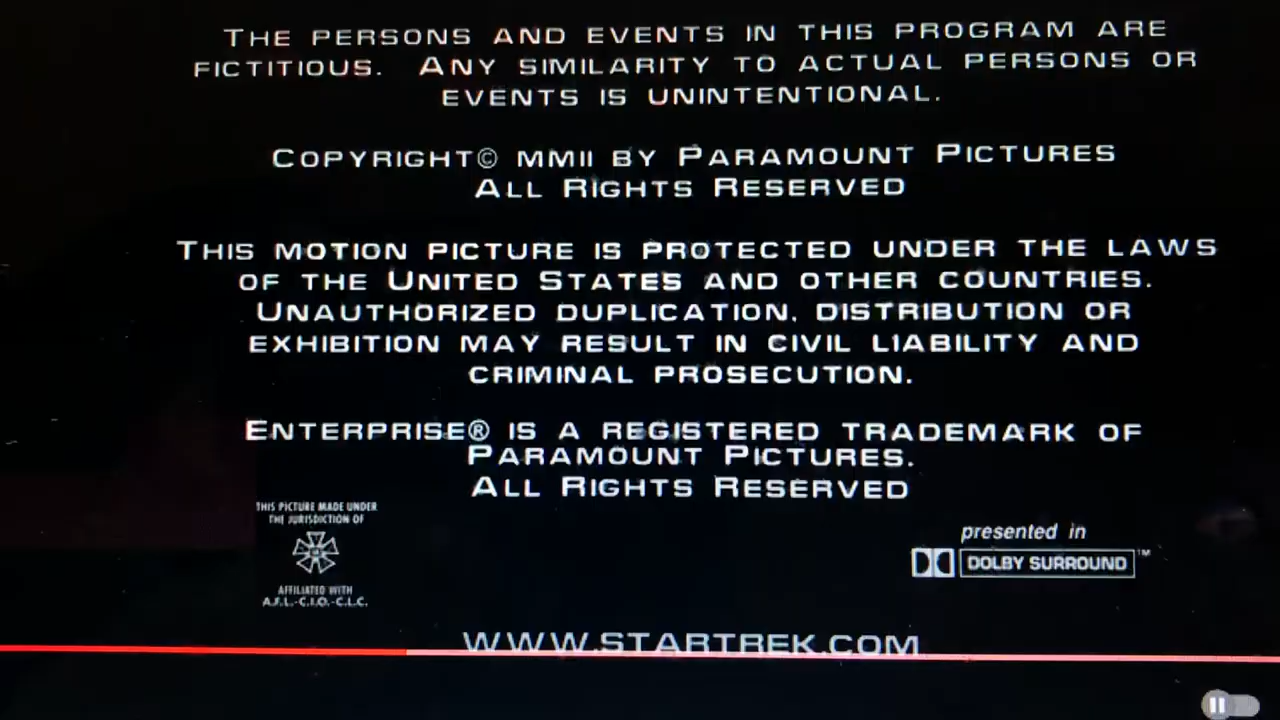 THE PERSONS AND EVENTS IN THIS PROGRAM ARE
FICTITIOUS. ANY SIMILARITY TO ACTUAL PERSONS OR
EVENTS IS UNINTENTIONAL.
COPYRIGHT© MMII BY PARAMOUNT PICTURES
ALL RIGHTS RESERVED
THIS MOTION PICTURE IS PROTECTED UNDER THE LAWS
OF THE UNITED STATES AND OTHER COUNTRIES.
UNAUTHORIZED DUPLICATION, DISTRIBUTION OR
EXHIBITION MAY RESULT IN CIVIL LIABILITY AND
CRIMINAL PROSECUTION.
ENTERPRISE® IS A REGISTERED TRADEMARK OF
PARAMOUNT PICTURES.
ALL RIGHTS RESERVED
THIS PICTURE MADE UNDER
THE JURISDICTION OF
AFFILIATED WITH
A.F.L.-C.I.O.-C.L.C.
presented in
DOLBY SURROUND™
WWW.STARTREK.COM